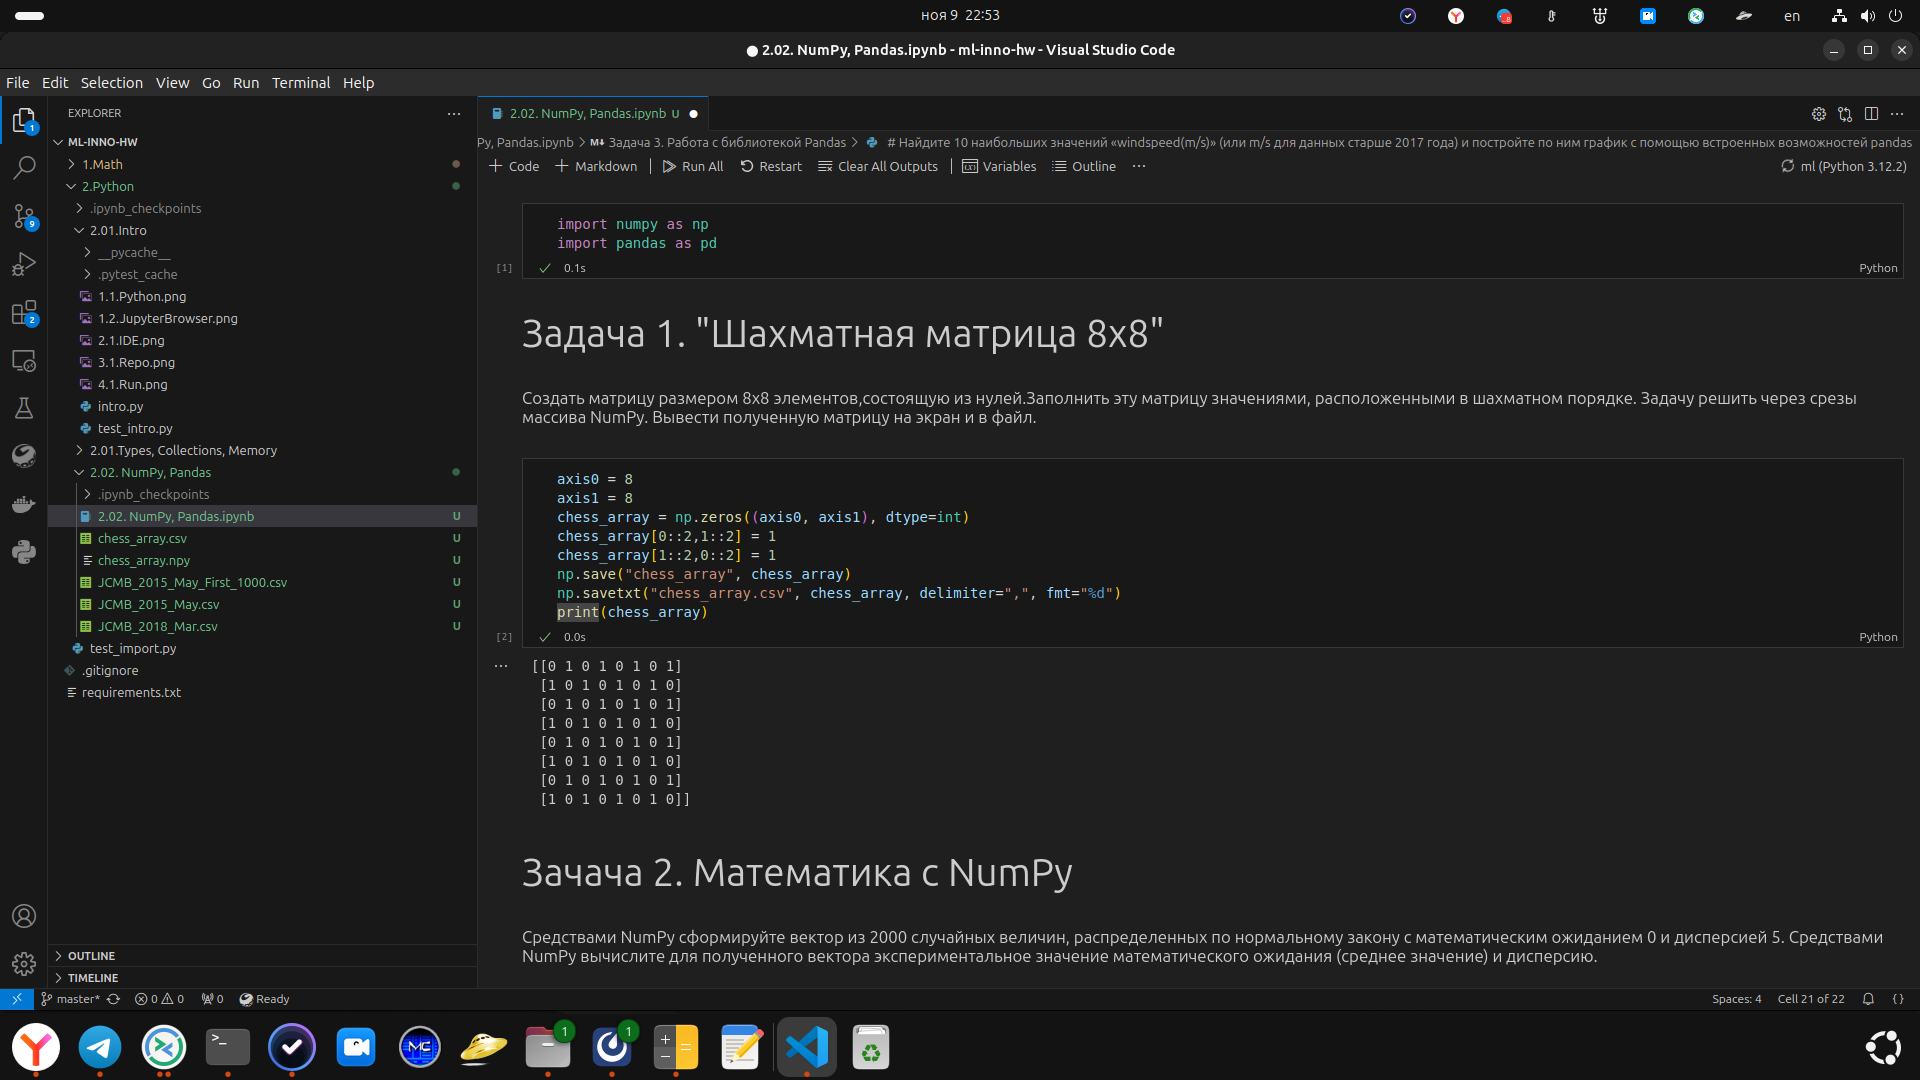 ноя 9 22:53
en
● 2.02. NumPy, Pandas.ipynb - ml-inno-hw - Visual Studio Code
File Edit Selection View Go Run Terminal Help
EXPLORER
ML-INNO-HW
1.Math
2.Python
.ipynb_checkpoints
2.01.Intro
__pycache__
.pytest_cache
1.1.Python.png
1.2.JupyterBrowser.png
2.1.IDE.png
3.1.Repo.png
4.1.Run.png
intro.py
test_intro.py
2.01.Types, Collections, Memory
2.02. NumPy, Pandas
.ipynb_checkpoints
2.02. NumPy, Pandas.ipynb U
chess_array.csv U
chess_array.npy U
JCMB_2015_May_First_1000.csv U
JCMB_2015_May.csv U
JCMB_2018_Mar.csv U
test_import.py
.gitignore
requirements.txt
OUTLINE
TIMELINE
1
9
2
2.02. NumPy, Pandas.ipynb U ●
Py, Pandas.ipynb > M↓ Задача 3. Работа с библиотекой Pandas > # Найдите 10 наибольших значений «windspeed(m/s)» (или m/s для данных старше 2017 года) и постройте по ним график с помощью встроенных возможностей pandas
+ Code + Markdown Run All Restart Clear All Outputs Variables Outline ··· ml (Python 3.12.2)
import numpy as np
import pandas as pd
[1] ✓ 0.1s Python
Задача 1. "Шахматная матрица 8x8"
Создать матрицу размером 8х8 элементов,состоящую из нулей.Заполнить эту матрицу значениями, расположенными в шахматном порядке. Задачу решить через срезы
массива NumPy. Вывести полученную матрицу на экран и в файл.
axis0 = 8
axis1 = 8
chess_array = np.zeros((axis0, axis1), dtype=int)
chess_array[0::2,1::2] = 1
chess_array[1::2,0::2] = 1
np.save("chess_array", chess_array)
np.savetxt("chess_array.csv", chess_array, delimiter=",", fmt="%d")
print(chess_array)
[2] ✓ 0.0s Python
[[0 1 0 1 0 1 0 1]
[1 0 1 0 1 0 1 0]
[0 1 0 1 0 1 0 1]
[1 0 1 0 1 0 1 0]
[0 1 0 1 0 1 0 1]
[1 0 1 0 1 0 1 0]
[0 1 0 1 0 1 0 1]
[1 0 1 0 1 0 1 0]]
Зачача 2. Математика с NumPy
Средствами NumPy сформируйте вектор из 2000 случайных величин, распределенных по нормальному закону с математическим ожиданием 0 и дисперсией 5. Средствами
NumPy вычислите для полученного вектора экспериментальное значение математического ожидания (среднее значение) и дисперсию.
master* 0 0 0 Ready Spaces: 4 Cell 21 of 22 { }
>_ MC 1 1